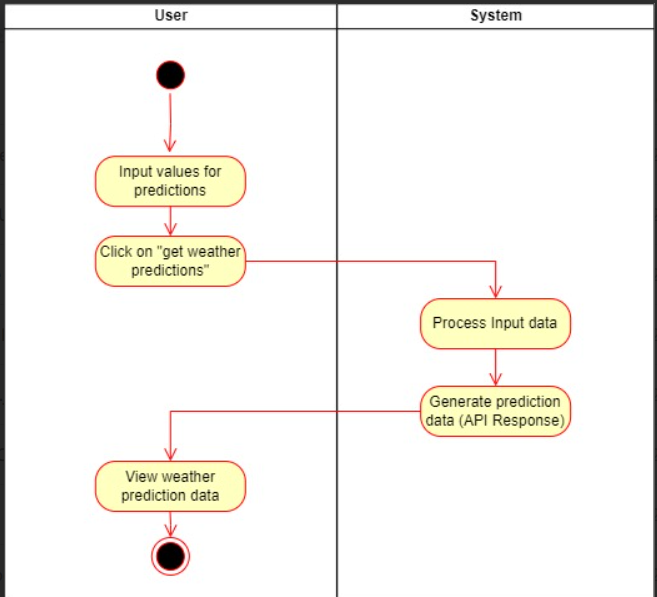 User
System
Input values for
predictions
Click on "get weather
predictions"
Process Input data
Generate prediction
data (API Response)
View weather
prediction data